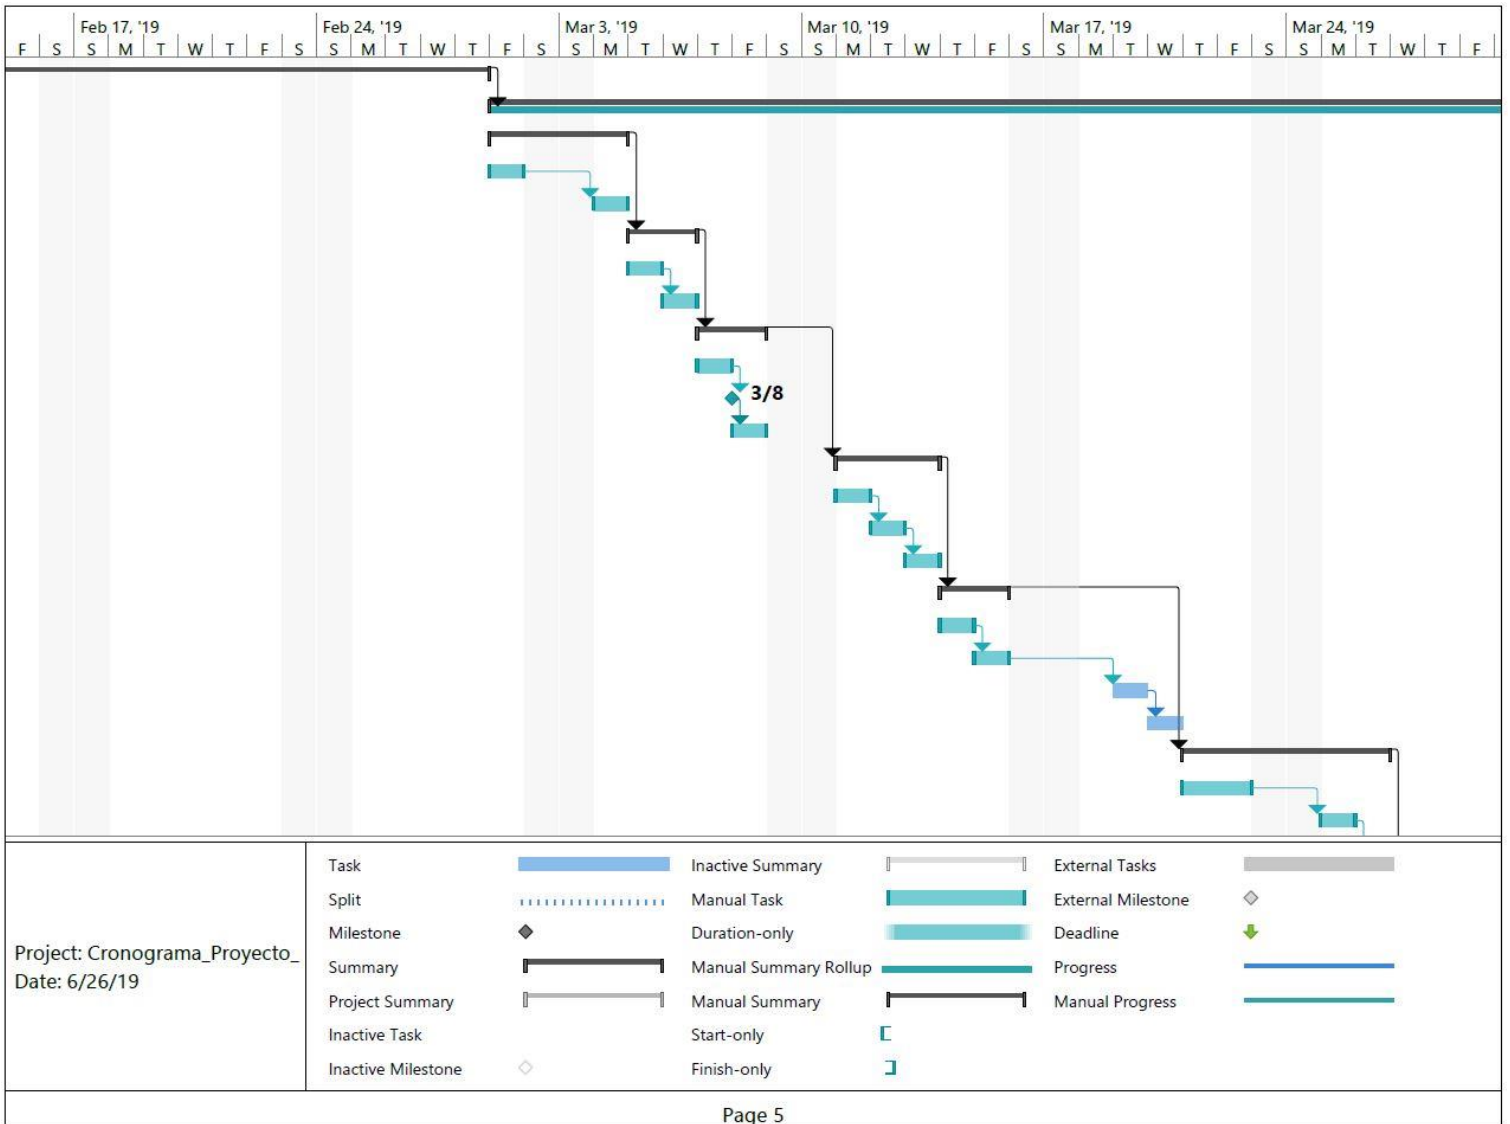 Feb 17, '19 Feb 24, '19 Mar 3, '19 Mar 10, '19 Mar 17, '19 Mar 24, '19
F S S M T W T F S S M T W T F S S M T W T F S S M T W T F S S M T W T F S S M T W T F
3/8
Project: Cronograma_Proyecto_
Date: 6/26/19
Task
Split
Milestone
Summary
Project Summary
Inactive Task
Inactive Milestone
Inactive Summary
Manual Task
Duration-only
Manual Summary Rollup
Manual Summary
Start-only
Finish-only
External Tasks
External Milestone
Deadline
Progress
Manual Progress
Page 5